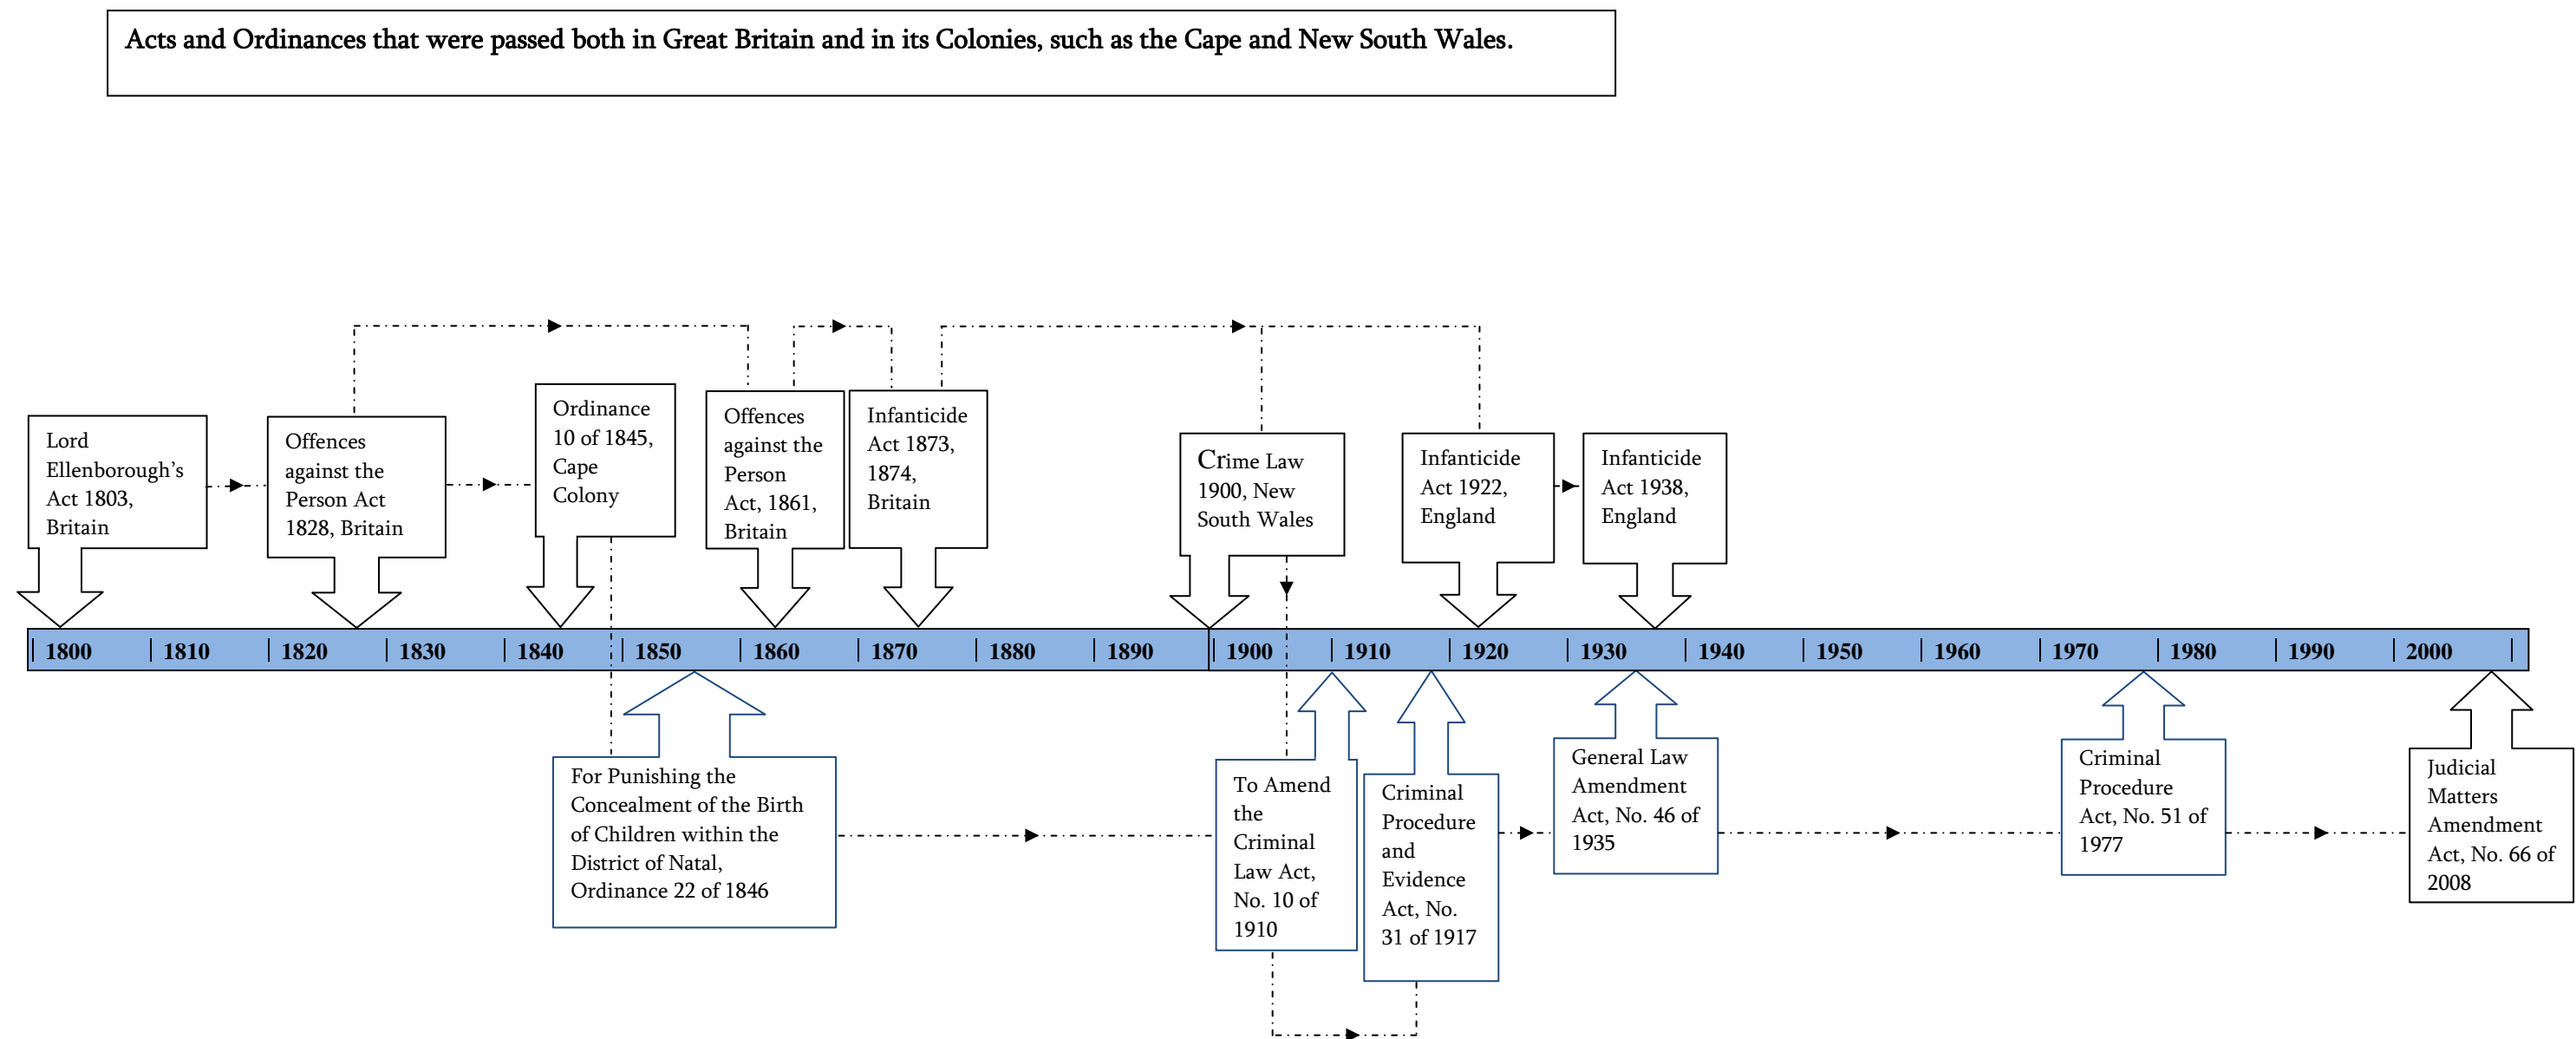 Acts and Ordinances that were passed both in Great Britain and in its Colonies, such as the Cape and New South Wales.
Lord
Ellenborough’s
Act 1803,
Britain
Offences
against the
Person Act
1828, Britain
Ordinance
10 of 1845,
Cape
Colony
Offences
against the
Person
Act, 1861,
Britain
Infanticide
Act 1873,
1874,
Britain
Crime Law
1900, New
South Wales
Infanticide
Act 1922,
England
Infanticide
Act 1938,
England
1800 1810 1820 1830 1840 1850 1860 1870 1880 1890 1900 1910 1920 1930 1940 1950 1960 1970 1980 1990 2000
For Punishing the
Concealment of the Birth
of Children within the
District of Natal,
Ordinance 22 of 1846
To Amend
the
Criminal
Law Act,
No. 10 of
1910
Criminal
Procedure
and
Evidence
Act, No.
31 of 1917
General Law
Amendment
Act, No. 46 of
1935
Criminal
Procedure
Act, No. 51 of
1977
Judicial
Matters
Amendment
Act, No. 66 of
2008